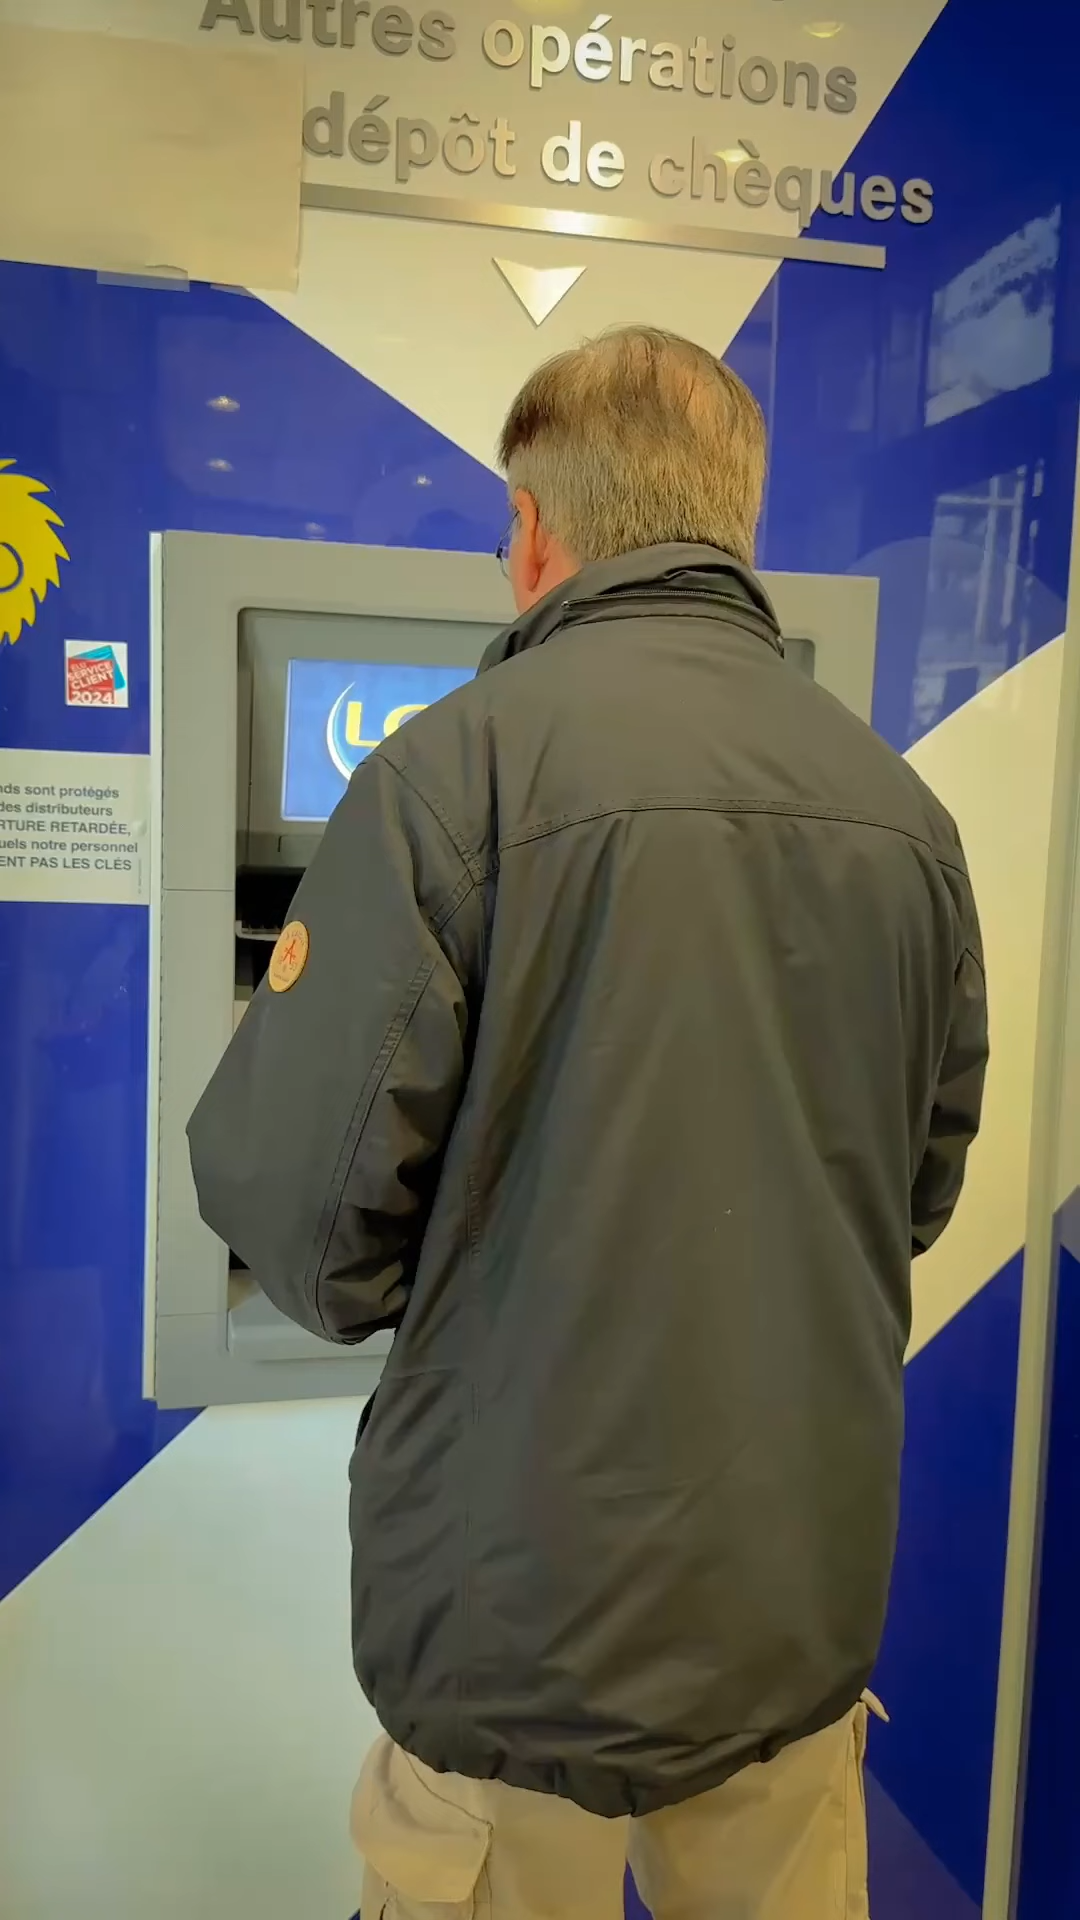 Autres opérations
dépôt de chèques
ÉLU
SERVICE
CLIENT
2024
nds sont protégés
des distributeurs
RTURE RETARDÉE,
uels notre personnel
ENT PAS LES CLÉS
A